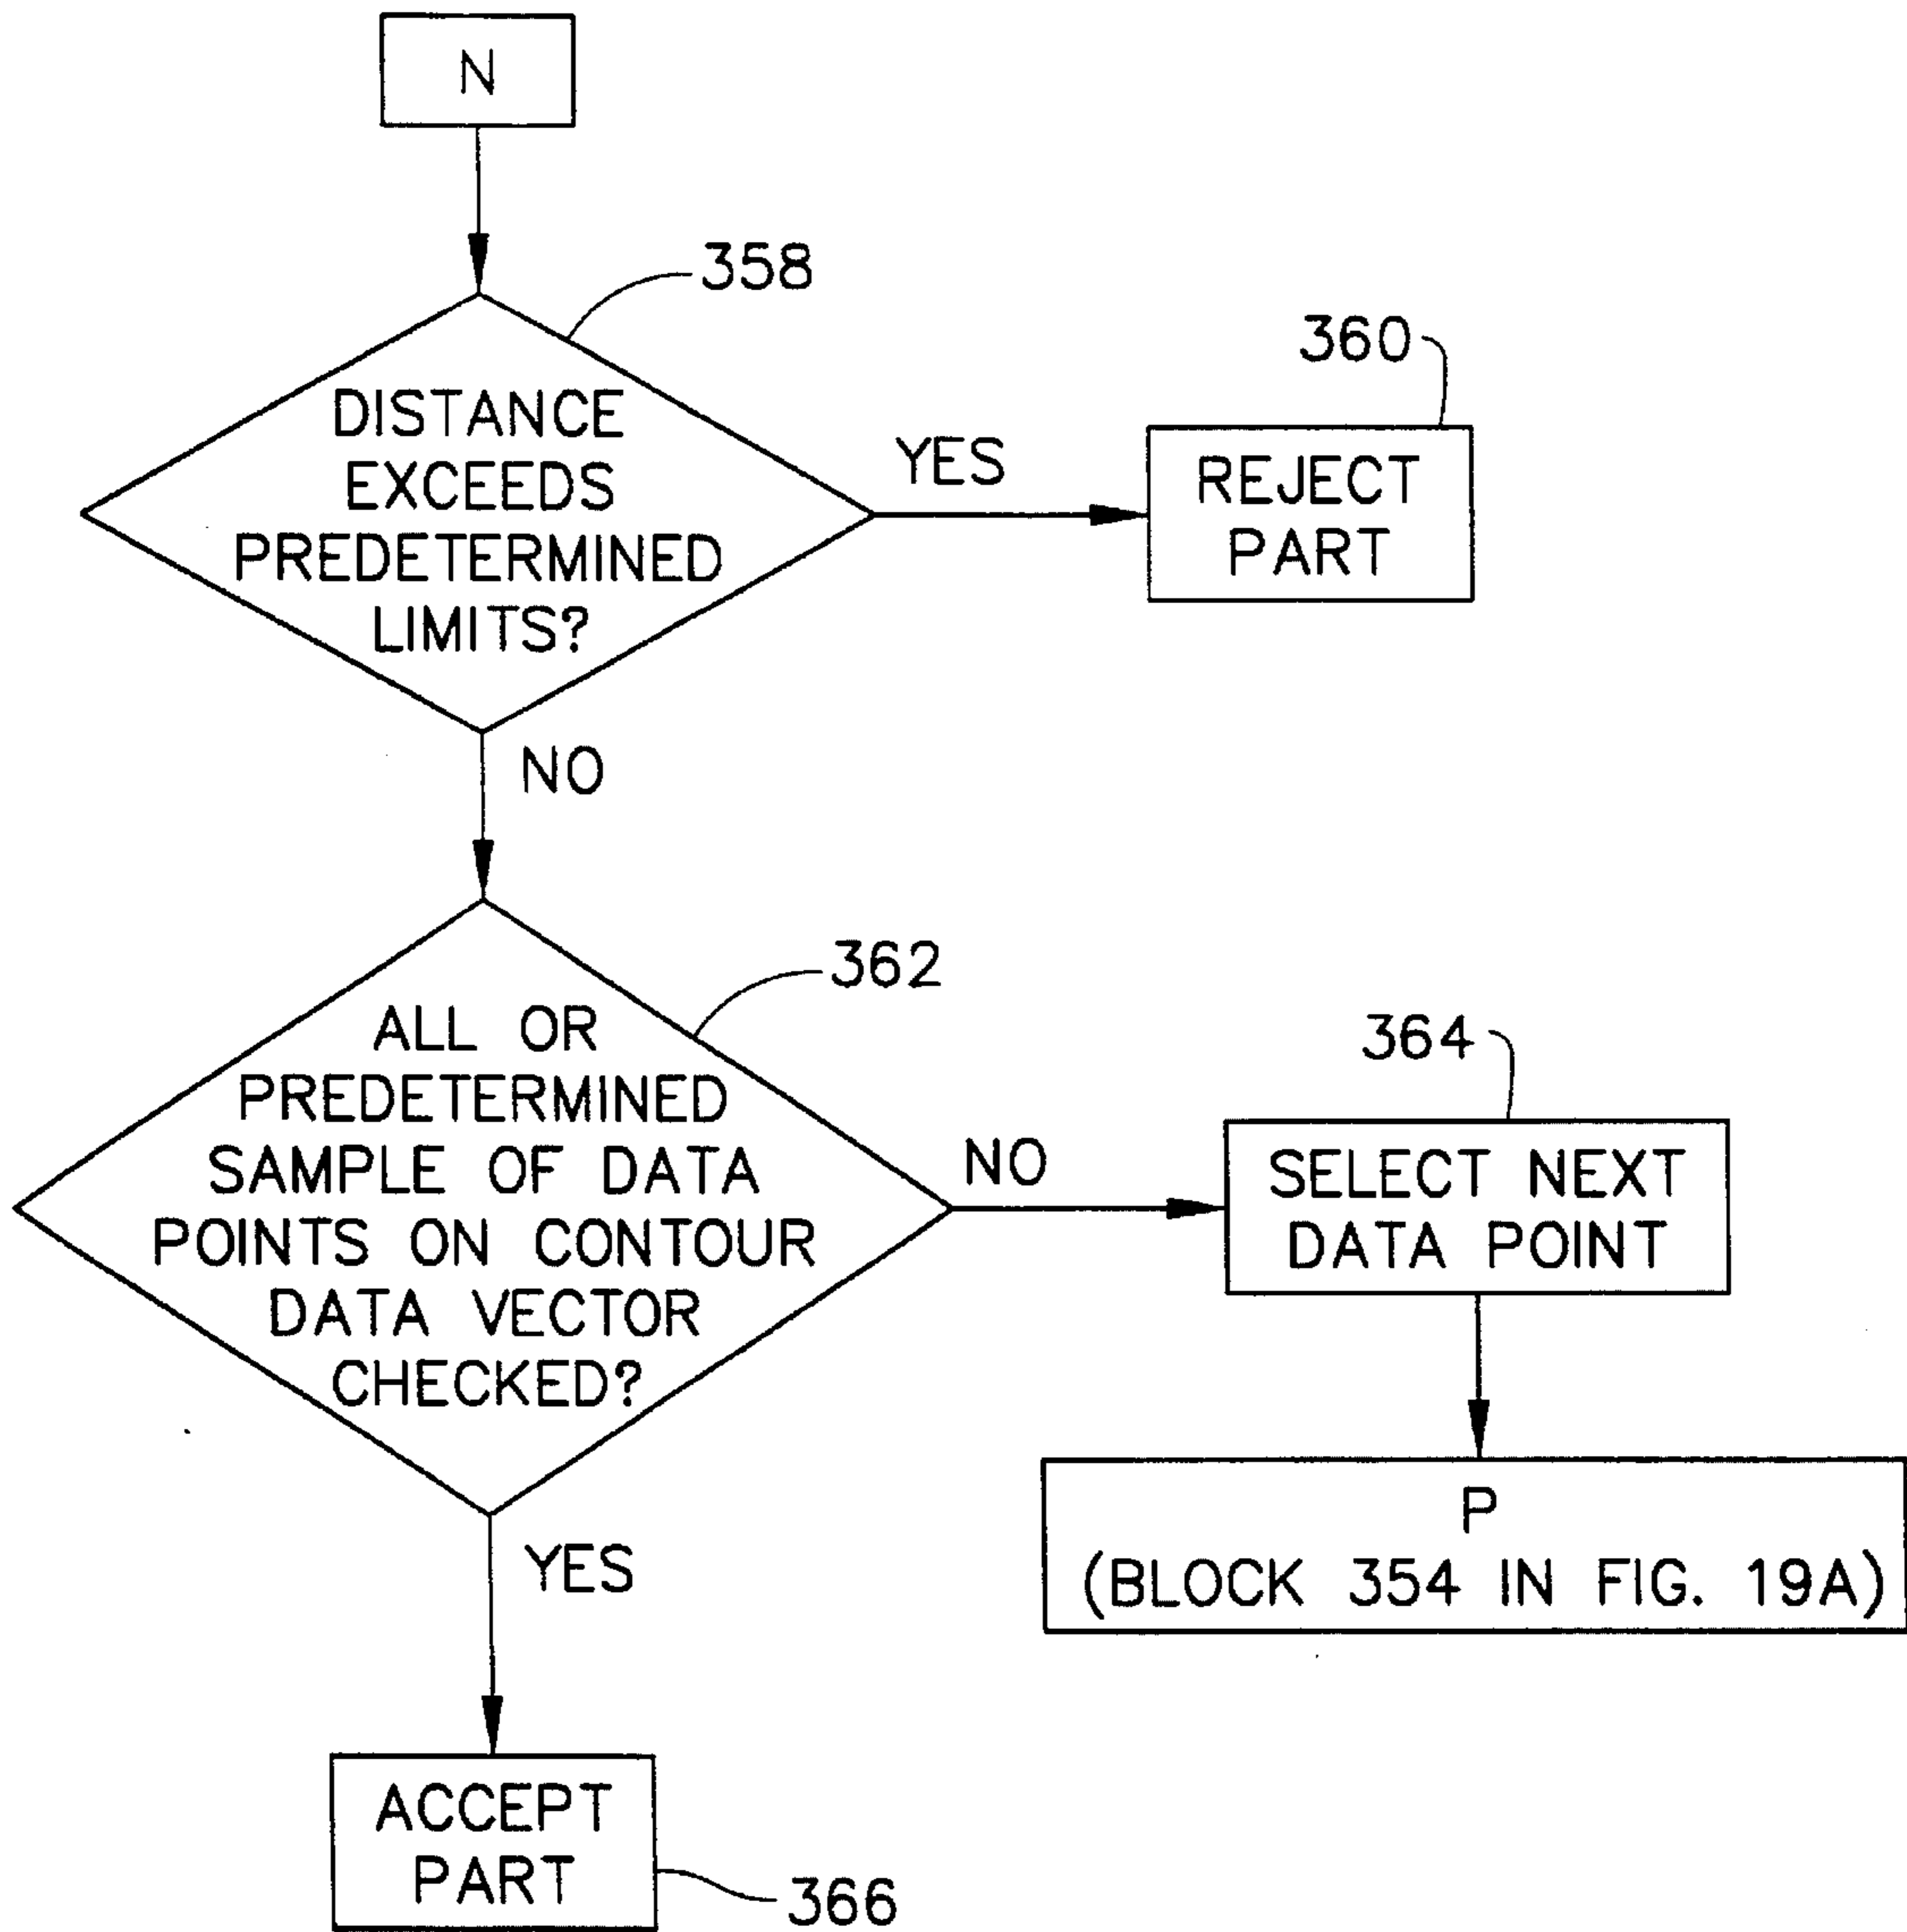 N
358
DISTANCE
EXCEEDS
PREDETERMINED
LIMITS?
YES
360
REJECT
PART
NO
362
ALL OR
PREDETERMINED
SAMPLE OF DATA
POINTS ON CONTOUR
DATA VECTOR
CHECKED?
NO
364
SELECT NEXT
DATA POINT
P
(BLOCK 354 IN FIG. 19A)
YES
ACCEPT
PART
366